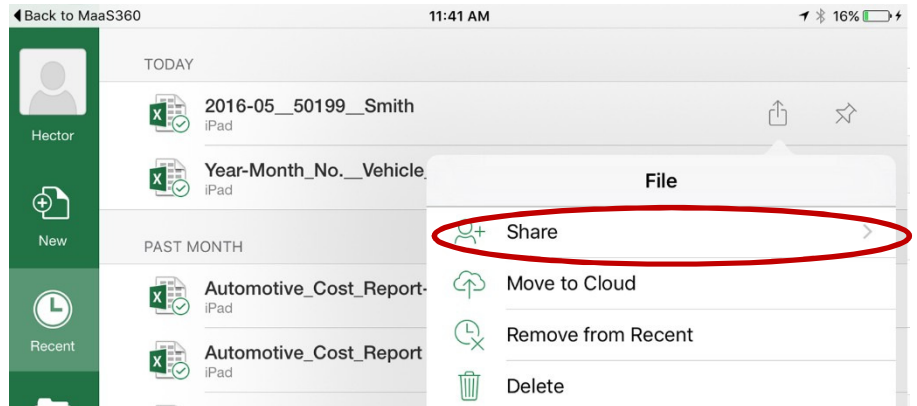 Back to MaaS360 11:41 AM 16%
TODAY
2016-05__50199__Smith
iPad
Hector
Year-Month_No.__Vehicle_
iPad
File
New
Share
PAST MONTH
Move to Cloud
Automotive_Cost_Report-
iPad
Remove from Recent
Recent
Automotive_Cost_Report
iPad
Delete